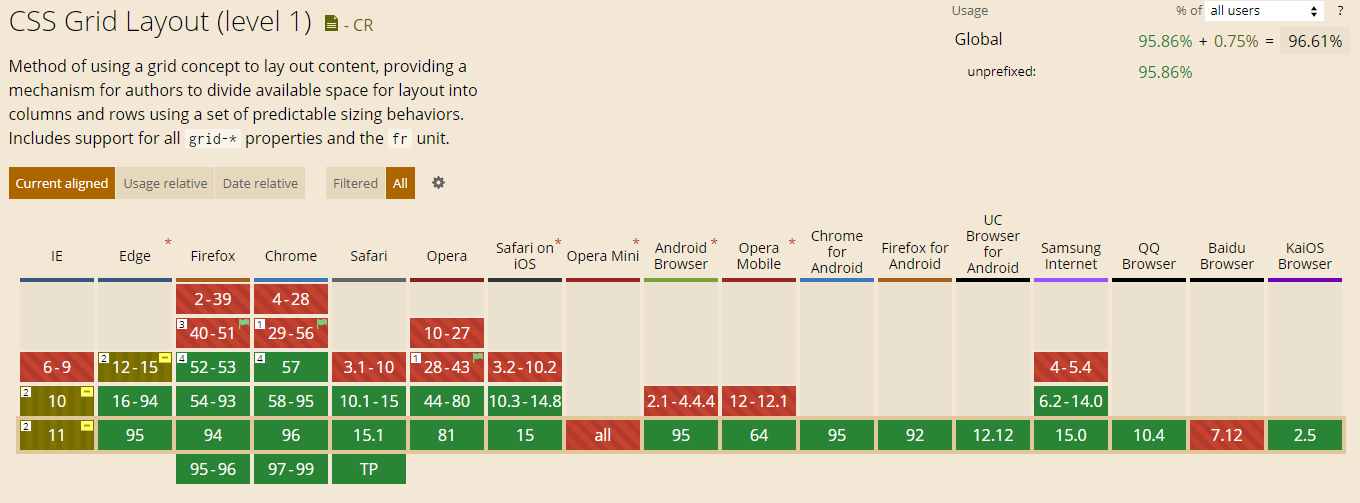 CSS Grid Layout (level 1) - CR
Usage % of all users ?
Global 95.86% + 0.75% = 96.61%
unprefixed: 95.86%
Method of using a grid concept to lay out content, providing a
mechanism for authors to divide available space for layout into
columns and rows using a set of predictable sizing behaviors.
Includes support for all grid-* properties and the fr unit.
Current aligned Usage relative Date relative Filtered All
IE Edge * Firefox Chrome Safari Opera Safari on iOS * Opera Mini * Android Browser * Opera Mobile * Chrome for Android Firefox for Android UC Browser for Android Samsung Internet QQ Browser Baidu Browser KaiOS Browser
2-39 4-28
3 40-51 1 29-56 10-27
6-9 2 12-15 4 52-53 4 57 3.1-10 1 28-43 3.2-10.2 4-5.4
2 10 16-94 54-93 58-95 10.1-15 44-80 10.3-14.8 2.1-4.4.4 12-12.1 6.2-14.0
2 11 95 94 96 15.1 81 15 all 95 64 95 92 12.12 15.0 10.4 7.12 2.5
95-96 97-99 TP